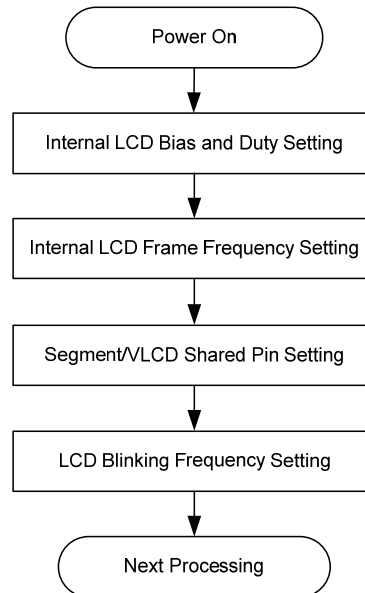 Power On
Internal LCD Bias and Duty Setting
Internal LCD Frame Frequency Setting
Segment/VLCD Shared Pin Setting
LCD Blinking Frequency Setting
Next Processing